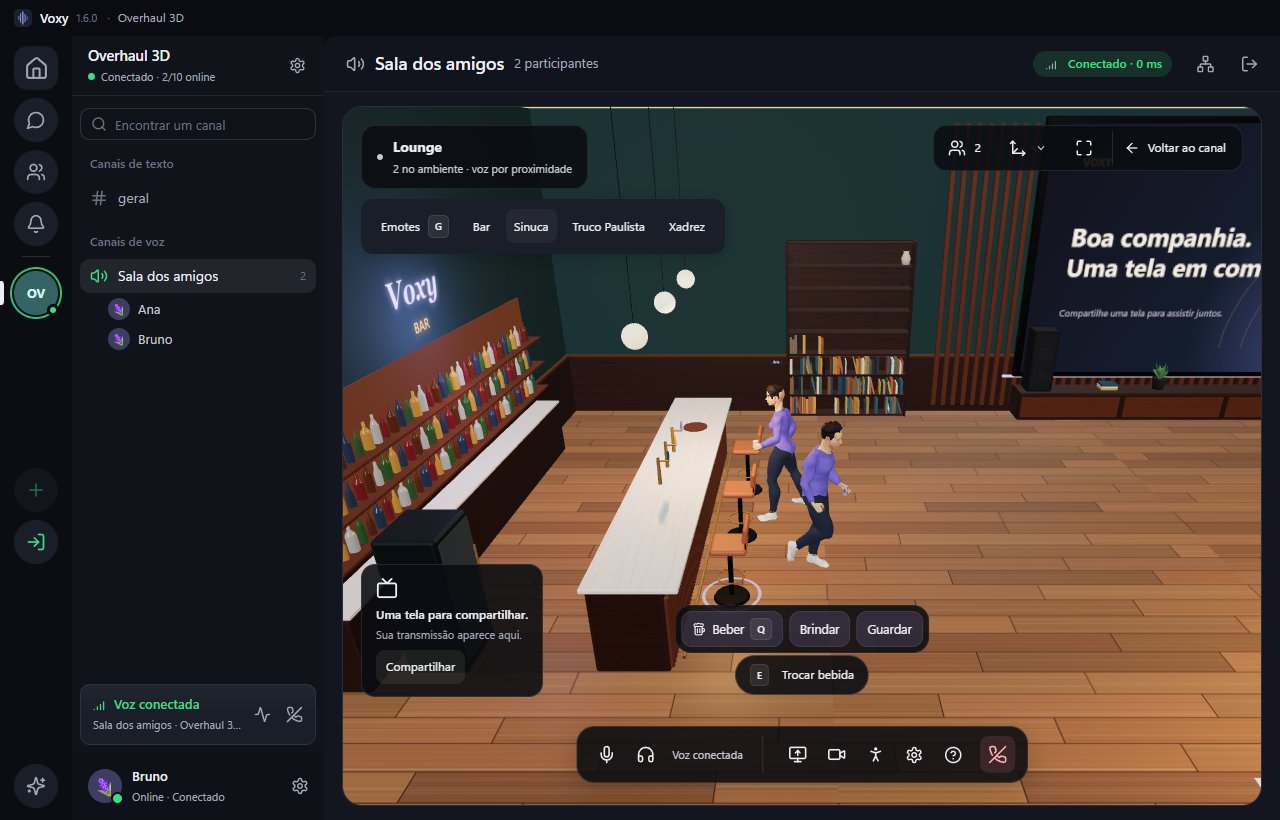 Voxy 1.6.0 · Overhaul 3D
Overhaul 3D
Conectado · 2/10 online
Encontrar um canal
Canais de texto
# geral
Canais de voz
Sala dos amigos 2
Ana
Bruno
OV
Voz conectada
Sala dos amigos · Overhaul 3...
Bruno
Online · Conectado
Sala dos amigos 2 participantes
Conectado · 0 ms
Lounge
2 no ambiente · voz por proximidade
2
Voltar ao canal
Emotes G Bar Sinuca Truco Paulista Xadrez
Voxy
BAR
VOXY
Boa companhia.
Uma tela em com
Compartilhe uma tela para assistir juntos.
Uma tela para compartilhar.
Sua transmissão aparece aqui.
Compartilhar
Beber Q Brindar Guardar
E Trocar bebida
Voz conectada